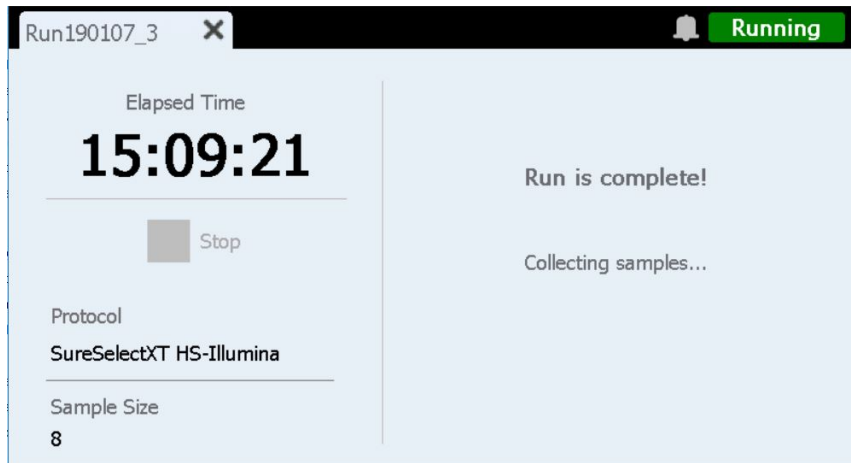 Run190107_3
Running
Elapsed Time
15:09:21
Stop
Protocol
SureSelectXT HS-Illumina
Sample Size
8
Run is complete!
Collecting samples...